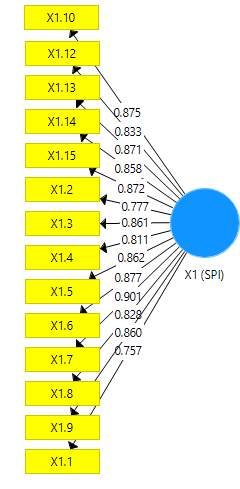 X1.10
X1.12
X1.13
X1.14
X1.15
X1.2
X1.3
X1.4
X1.5
X1.6
X1.7
X1.8
X1.9
X1.1
0.875
0.833
0.871
0.858
0.872
0.777
0.861
0.811
0.862
0.877
0.901
0.828
0.860
0.757
X1 (SPI)